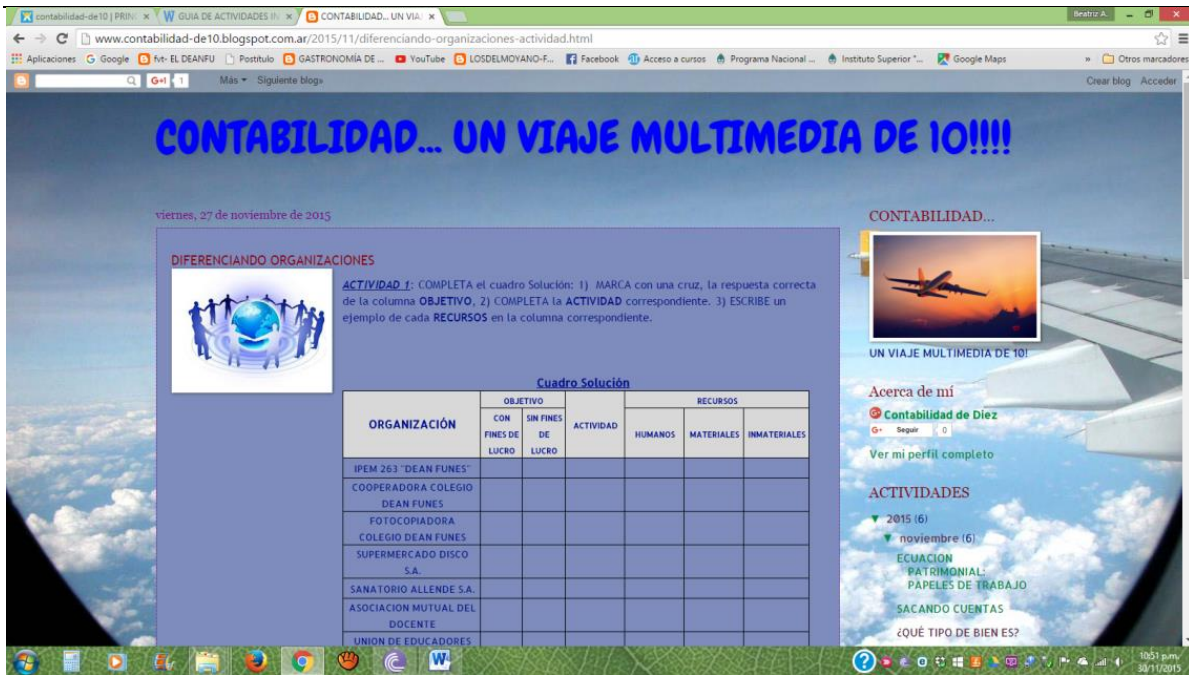 contabilidad-de10 | PRIN
GUIA DE ACTIVIDADES IN
CONTABILIDAD... UN VIA
Beatriz A.
www.contabilidad-de10.blogspot.com.ar/2015/11/diferenciando-organizaciones-actividad.html
Aplicaciones Google fvt- EL DEANFU Postitulo GASTRONOMÍA DE ... YouTube LOSDELMOYANO-F... Facebook Acceso a cursos Programa Nacional ... Instituto Superior "... Google Maps » Otros marcadores
G+1 1 Más Siguiente blog» Crear blog Acceder
CONTABILIDAD... UN VIAJE MULTIMEDIA DE 10!!!!
viernes, 27 de noviembre de 2015
DIFERENCIANDO ORGANIZACIONES
ACTIVIDAD 1: COMPLETA el cuadro Solución: 1) MARCA con una cruz, la respuesta correcta
de la columna OBJETIVO, 2) COMPLETA la ACTIVIDAD correspondiente. 3) ESCRIBE un
ejemplo de cada RECURSOS en la columna correspondiente.
Cuadro Solución
ORGANIZACIÓN
OBJETIVO
CON
FINES DE
LUCRO
SIN FINES
DE
LUCRO
ACTIVIDAD
RECURSOS
HUMANOS MATERIALES INMATERIALES
IPEM 263 "DEAN FUNES"
COOPERADORA COLEGIO
DEAN FUNES
FOTOCOPIADORA
COLEGIO DEAN FUNES
SUPERMERCADO DISCO
S.A.
SANATORIO ALLENDE S.A.
ASOCIACION MUTUAL DEL
DOCENTE
UNION DE EDUCADORES
CONTABILIDAD...
UN VIAJE MULTIMEDIA DE 10!
Acerca de mí
Contabilidad de Diez
G+ Seguir 0
Ver mi perfil completo
ACTIVIDADES
▼ 2015 (6)
▼ noviembre (6)
ECUACION
PATRIMONIAL:
PAPELES DE TRABAJO
SACANDO CUENTAS
¿QUÉ TIPO DE BIEN ES?
10:51 p.m.
30/11/2015